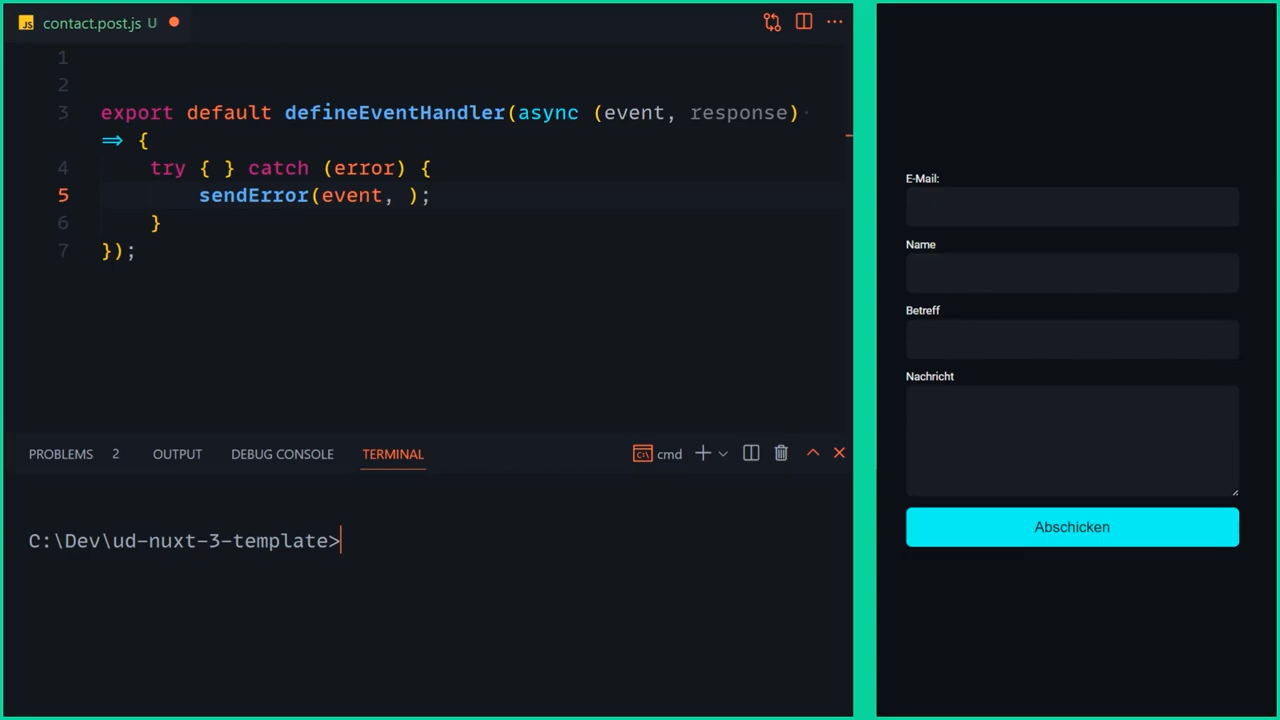 JS contact.post.js U
1
2
3 export default defineEventHandler(async (event, response)
=> {
4 try { } catch (error) {
5 sendError(event, );
6 }
7 });
PROBLEMS 2 OUTPUT DEBUG CONSOLE TERMINAL cmd
C:\Dev\ud-nuxt-3-template>
E-Mail:
Name
Betreff
Nachricht
Abschicken